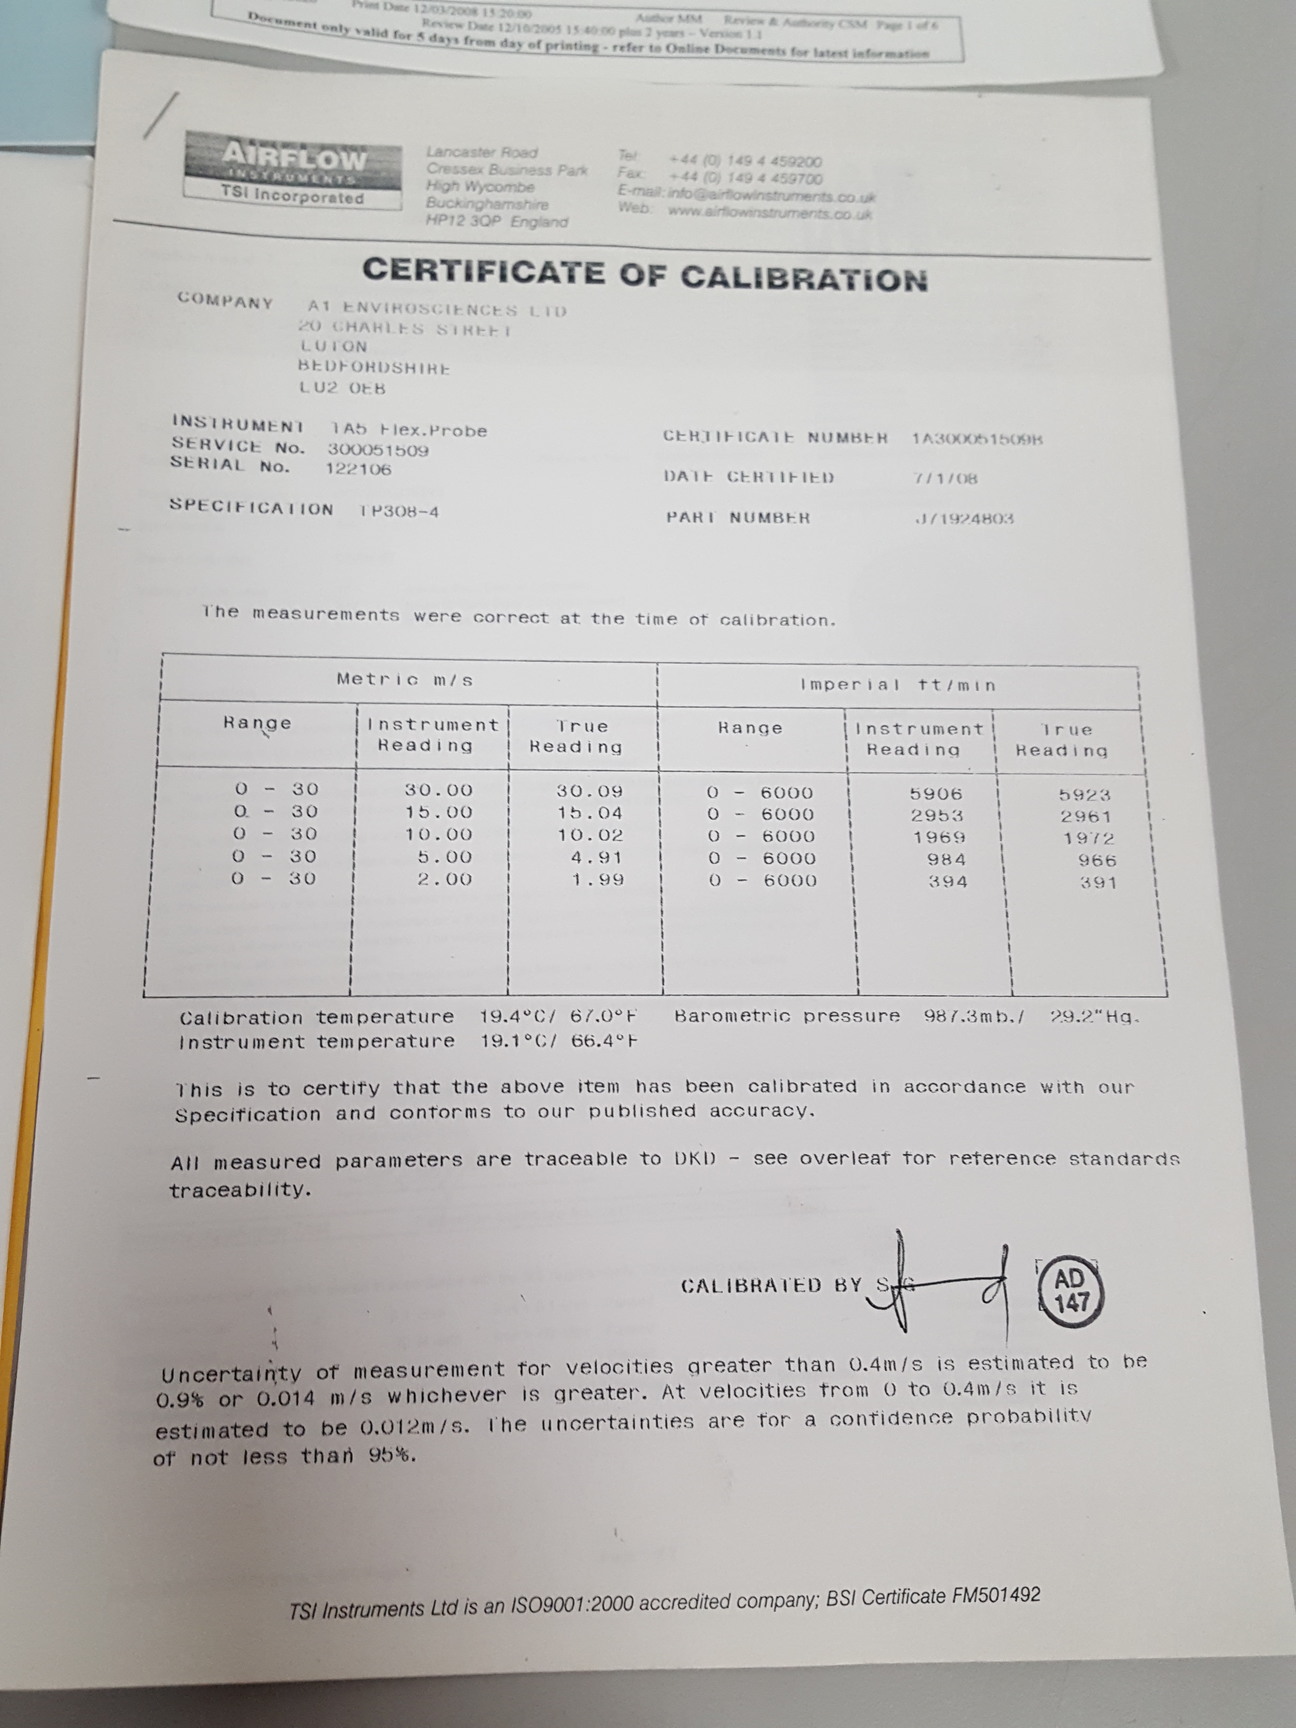 Print Date 12/03/2008 15:20:00 Author MM Review & Authority CSM Page 1 of 6
Review Date 12/10/2005 15:40:00 plus 2 years - Version 1.1
Document only valid for 5 days from day of printing - refer to Online Documents for latest information
AIRFLOW
INSTRUMENTS
TSI Incorporated
Lancaster Road
Cressex Business Park
High Wycombe
Buckinghamshire
HP12 3QP England
Tel: +44 (0) 149 4 459200
Fax: +44 (0) 149 4 459700
E-mail: info@airflowinstruments.co.uk
Web: www.airflowinstruments.co.uk
CERTIFICATE OF CALIBRATION
COMPANY A1 ENVIROSCIENCES LTD
20 CHARLES STREET
LUTON
BEDFORDSHIRE
LU2 0EB
INSTRUMENT TA5 Flex.Probe
SERVICE No. 300051509
SERIAL No. 122106
SPECIFICATION TP308-4
CERTIFICATE NUMBER 1A300051509B
DATE CERTIFIED 7/1/08
PART NUMBER J71924803
The measurements were correct at the time of calibration.
Metric m/s Imperial ft/min
Range Instrument Reading True Reading Range Instrument Reading True Reading
0 - 30 30.00 30.09 0 - 6000 5906 5923
0 - 30 15.00 15.04 0 - 6000 2953 2961
0 - 30 10.00 10.02 0 - 6000 1969 1972
0 - 30 5.00 4.91 0 - 6000 984 966
0 - 30 2.00 1.99 0 - 6000 394 391
Calibration temperature 19.4°C/ 67.0°F Barometric pressure 987.3mb./ 29.2"Hg.
Instrument temperature 19.1°C/ 66.4°F
This is to certify that the above item has been calibrated in accordance with our
Specification and conforms to our published accuracy.
All measured parameters are traceable to DKD - see overleaf for reference standards
traceability.
CALIBRATED BY
AD
147
Uncertainty of measurement for velocities greater than 0.4m/s is estimated to be
0.9% or 0.014 m/s whichever is greater. At velocities from 0 to 0.4m/s it is
estimated to be 0.012m/s. The uncertainties are for a confidence probability
of not less than 95%.
TSI Instruments Ltd is an ISO9001:2000 accredited company; BSI Certificate FM501492